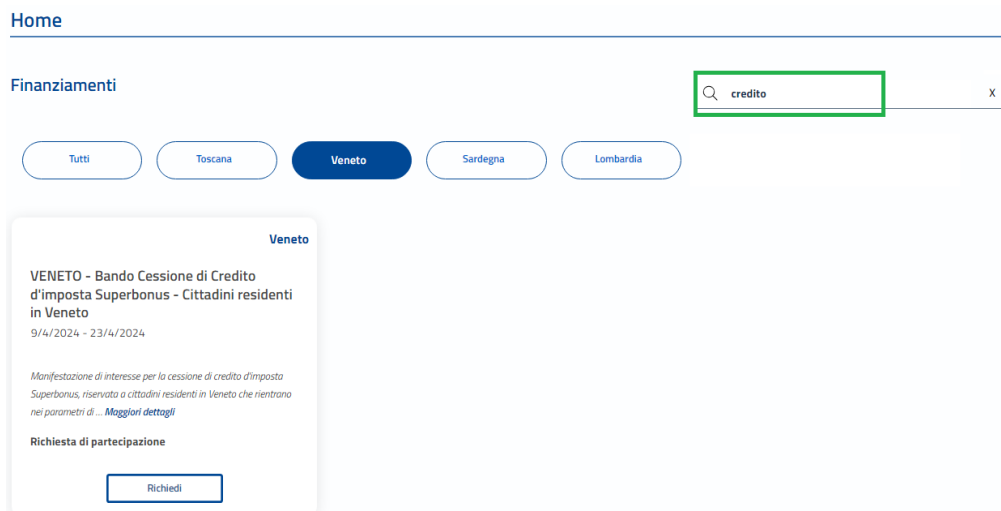 Home
Finanziamenti
credito
X
Tutti
Toscana
Veneto
Sardegna
Lombardia
Veneto
VENETO - Bando Cessione di Credito
d'imposta Superbonus - Cittadini residenti
in Veneto
9/4/2024 - 23/4/2024
Manifestazione di interesse per la cessione di credito d'imposta
Superbonus, riservata a cittadini residenti in Veneto che rientrano
nei parametri di ... Maggiori dettagli
Richiesta di partecipazione
Richiedi